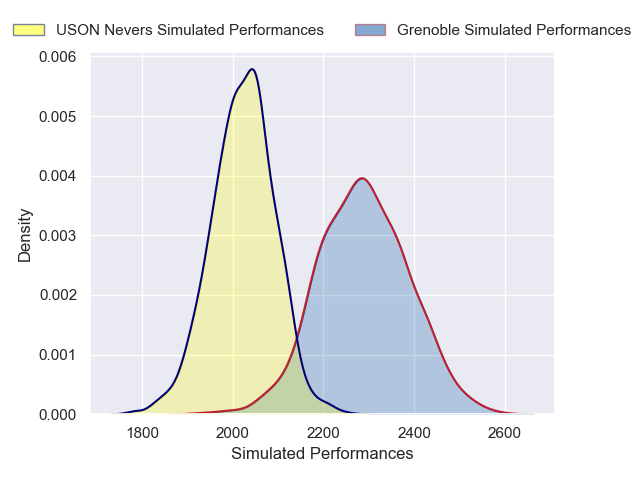 USON Nevers Simulated Performances
Grenoble Simulated Performances
0.006
0.005
0.004
0.003
0.002
0.001
0.000
Density
1800 2000 2200 2400 2600
Simulated Performances